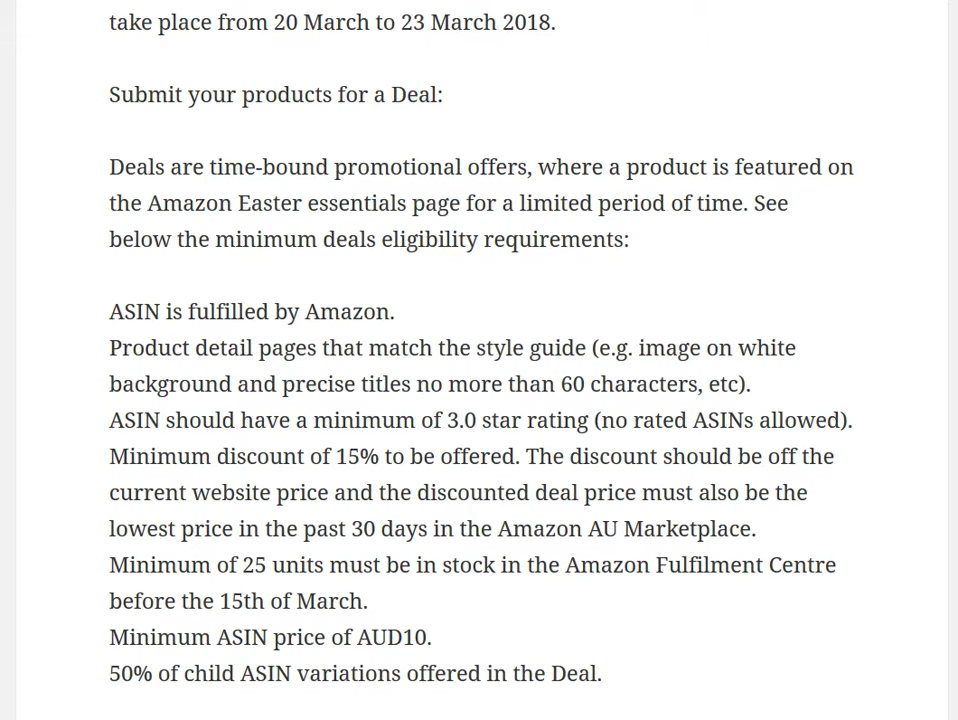 take place from 20 March to 23 March 2018.
Submit your products for a Deal:
Deals are time-bound promotional offers, where a product is featured on
the Amazon Easter essentials page for a limited period of time. See
below the minimum deals eligibility requirements:
ASIN is fulfilled by Amazon.
Product detail pages that match the style guide (e.g. image on white
background and precise titles no more than 60 characters, etc).
ASIN should have a minimum of 3.0 star rating (no rated ASINs allowed).
Minimum discount of 15% to be offered. The discount should be off the
current website price and the discounted deal price must also be the
lowest price in the past 30 days in the Amazon AU Marketplace.
Minimum of 25 units must be in stock in the Amazon Fulfilment Centre
before the 15th of March.
Minimum ASIN price of AUD10.
50% of child ASIN variations offered in the Deal.